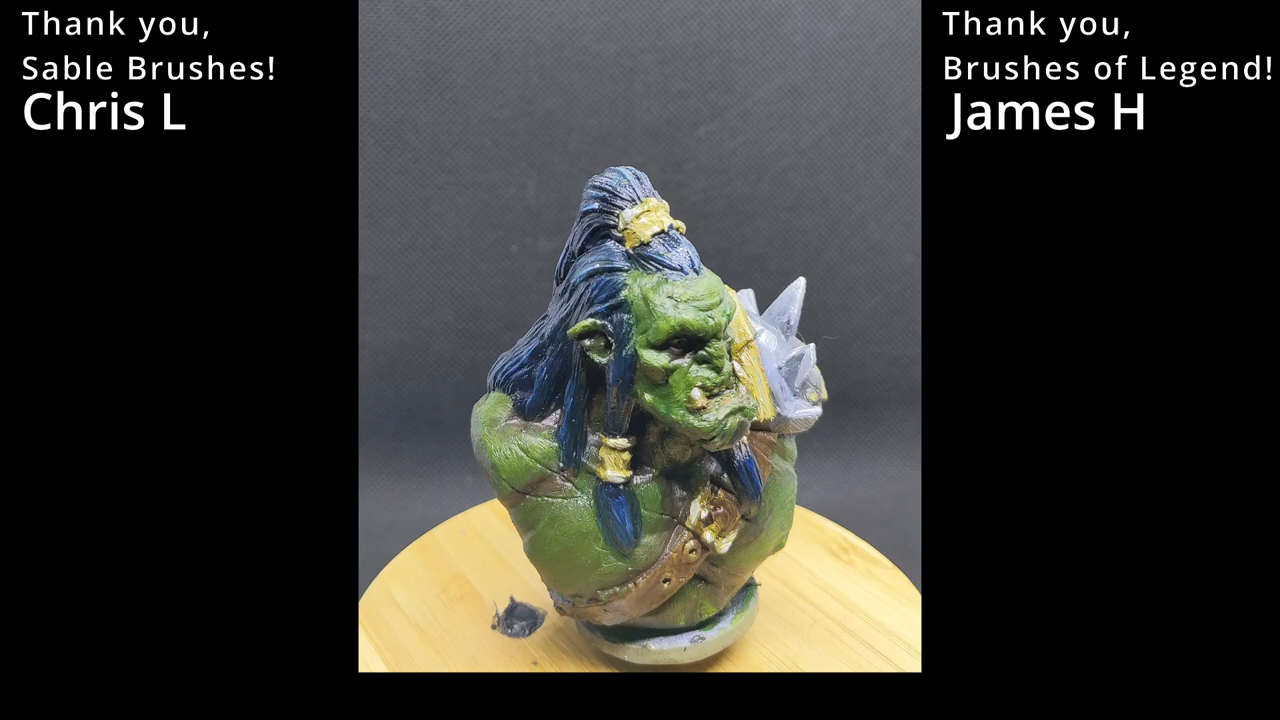 Thank you,
Sable Brushes!
Chris L
Thank you,
Brushes of Legend!
James H